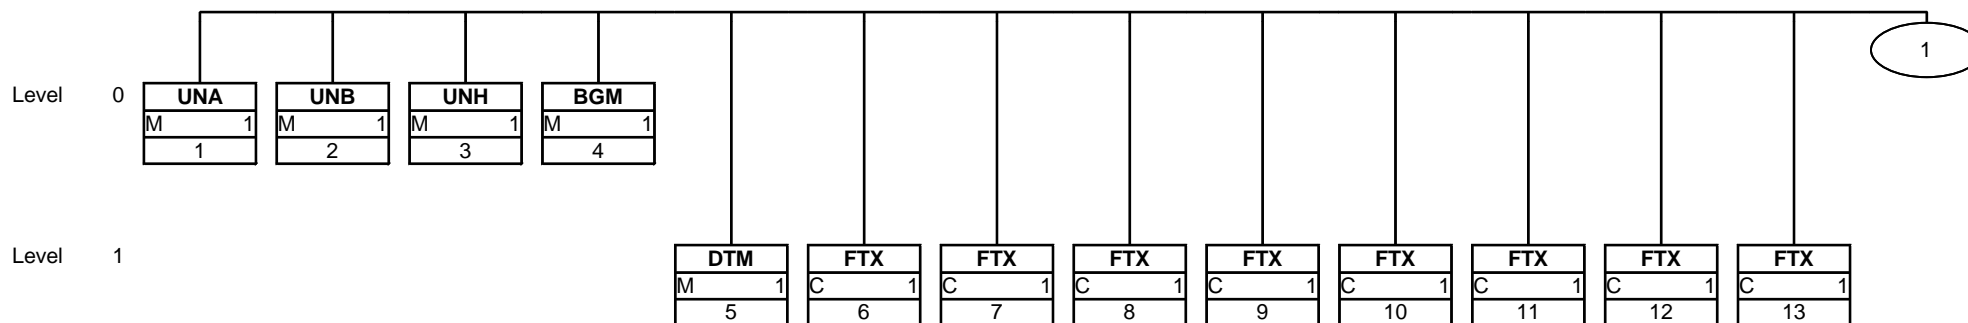 1
Level 0 UNA UNB UNH BGM
M 1 M 1 M 1 M 1
1 2 3 4
Level 1 DTM FTX FTX FTX FTX FTX FTX FTX FTX
M 1 C 1 C 1 C 1 C 1 C 1 C 1 C 1 C 1
5 6 7 8 9 10 11 12 13